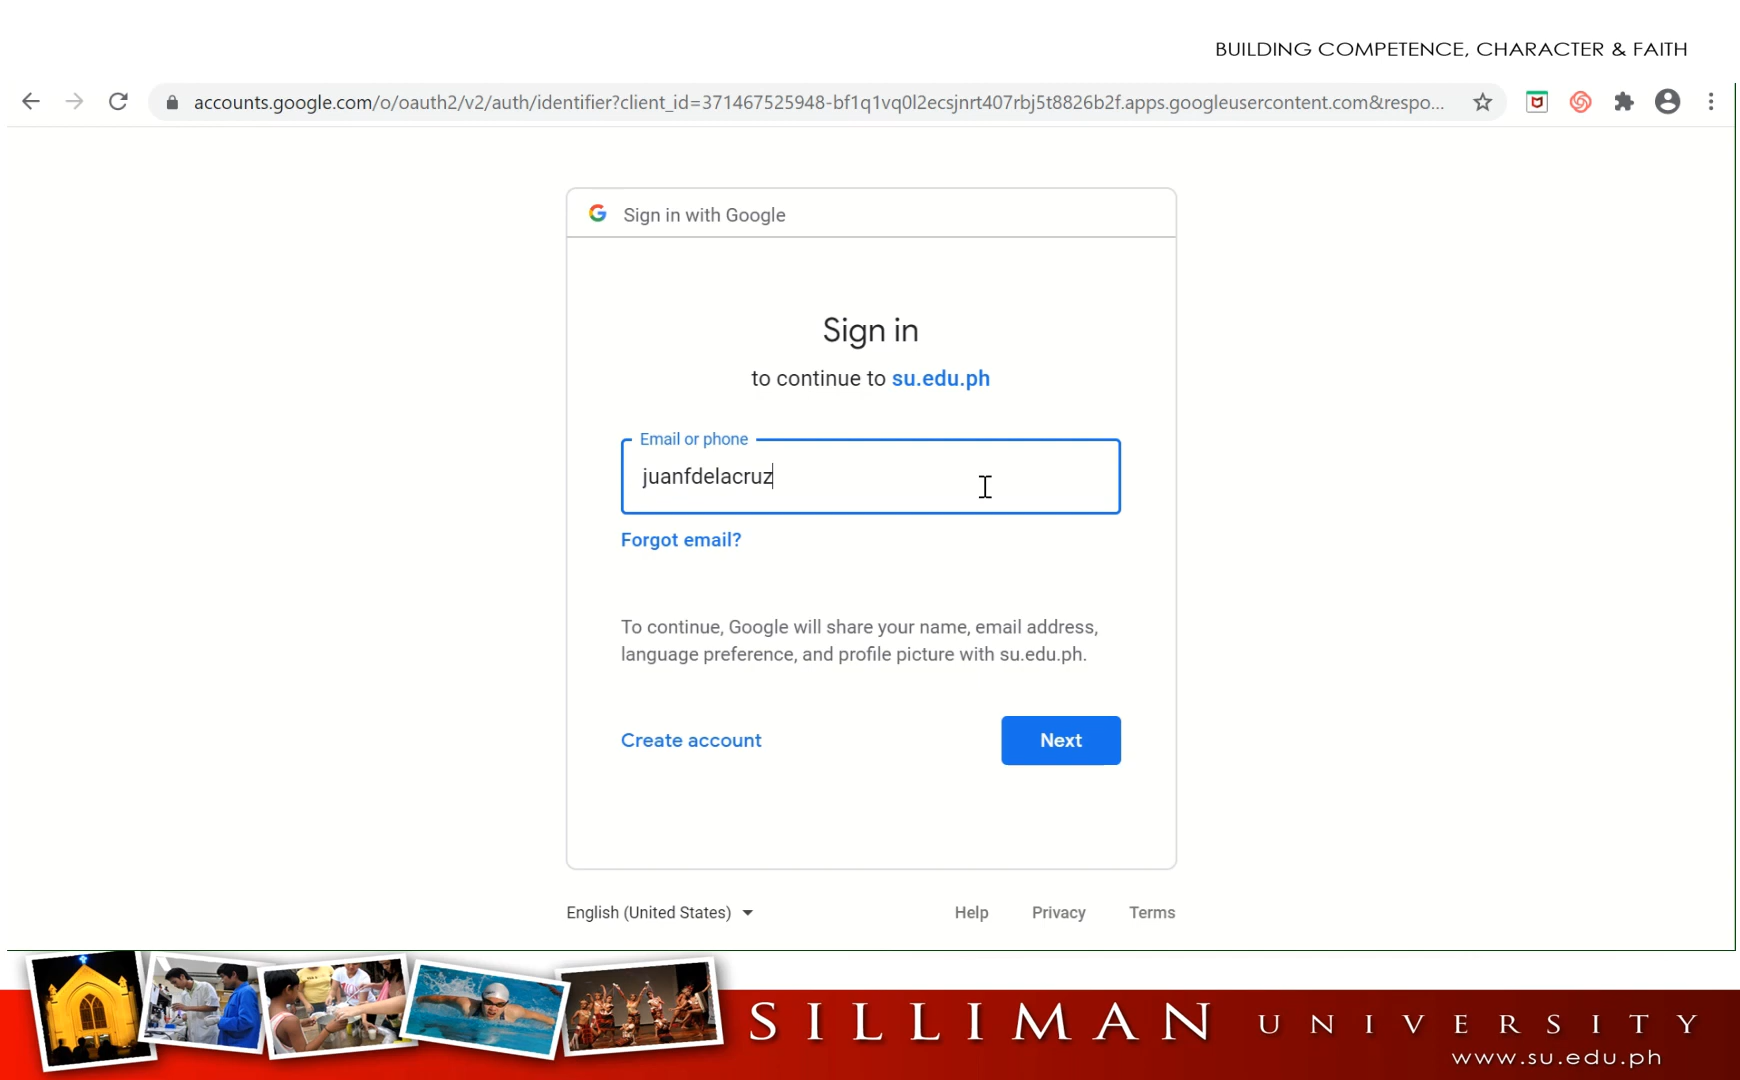 BUILDING COMPETENCE, CHARACTER & FAITH
accounts.google.com/o/oauth2/v2/auth/identifier?client_id=371467525948-bf1q1vq0l2ecsjnrt407rbj5t8826b2f.apps.googleusercontent.com&respo...
Sign in with Google
Sign in
to continue to su.edu.ph
Email or phone
juanfdelacruz
Forgot email?
To continue, Google will share your name, email address,
language preference, and profile picture with su.edu.ph.
Create account
Next
English (United States)
Help Privacy Terms
SILLIMAN UNIVERSITY
www.su.edu.ph